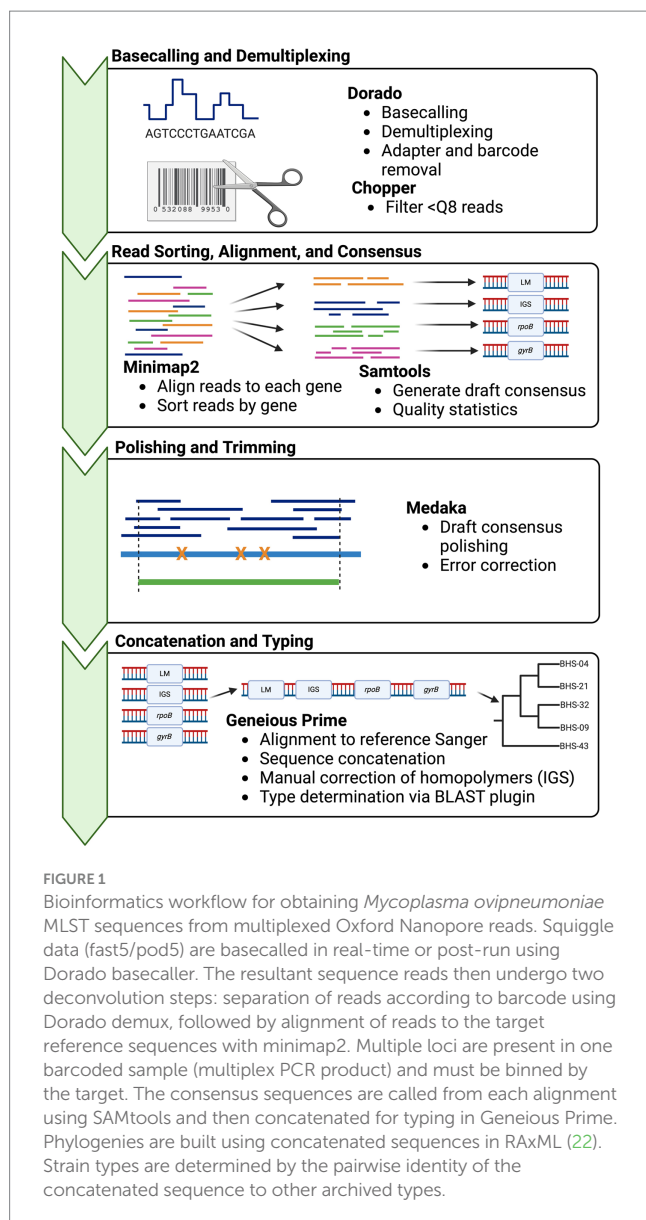 Basecalling and Demultiplexing
AGTCCCTGAATCGA
0 532088 9953 0
Dorado
• Basecalling
• Demultiplexing
• Adapter and barcode
removal
Chopper
• Filter <Q8 reads
Read Sorting, Alignment, and Consensus
LM
IGS
rpoB
gyrB
Minimap2
• Align reads to each gene
• Sort reads by gene
Samtools
• Generate draft consensus
• Quality statistics
Polishing and Trimming
X X X
Medaka
• Draft consensus
polishing
• Error correction
Concatenation and Typing
LM
IGS
rpoB
gyrB
LM IGS rpoB gyrB
BHS-04
BHS-21
BHS-32
BHS-09
BHS-43
Geneious Prime
• Alignment to reference Sanger
• Sequence concatenation
• Manual correction of homopolymers (IGS)
• Type determination via BLAST plugin
FIGURE 1
Bioinformatics workflow for obtaining Mycoplasma ovipneumoniae
MLST sequences from multiplexed Oxford Nanopore reads. Squiggle
data (fast5/pod5) are basecalled in real-time or post-run using
Dorado basecaller. The resultant sequence reads then undergo two
deconvolution steps: separation of reads according to barcode using
Dorado demux, followed by alignment of reads to the target
reference sequences with minimap2. Multiple loci are present in one
barcoded sample (multiplex PCR product) and must be binned by
the target. The consensus sequences are called from each alignment
using SAMtools and then concatenated for typing in Geneious Prime.
Phylogenies are built using concatenated sequences in RAxML (22).
Strain types are determined by the pairwise identity of the
concatenated sequence to other archived types.